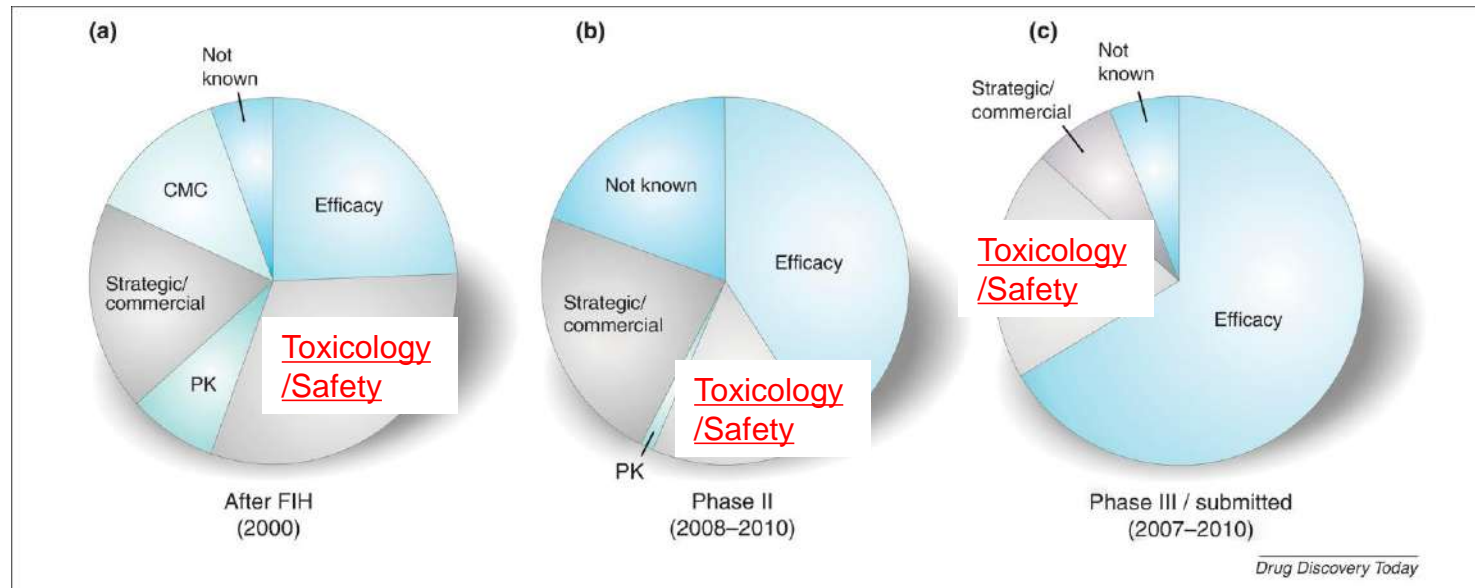 (a)
Not
known
CMC
Efficacy
Strategic/
commercial
PK
Toxicology
/Safety
After FIH
(2000)
(b)
Not known
Efficacy
Strategic/
commercial
Toxicology
/Safety
PK
Phase II
(2008–2010)
(c)
Not
known
Strategic/
commercial
Toxicology
/Safety
Efficacy
Phase III / submitted
(2007–2010)
Drug Discovery Today